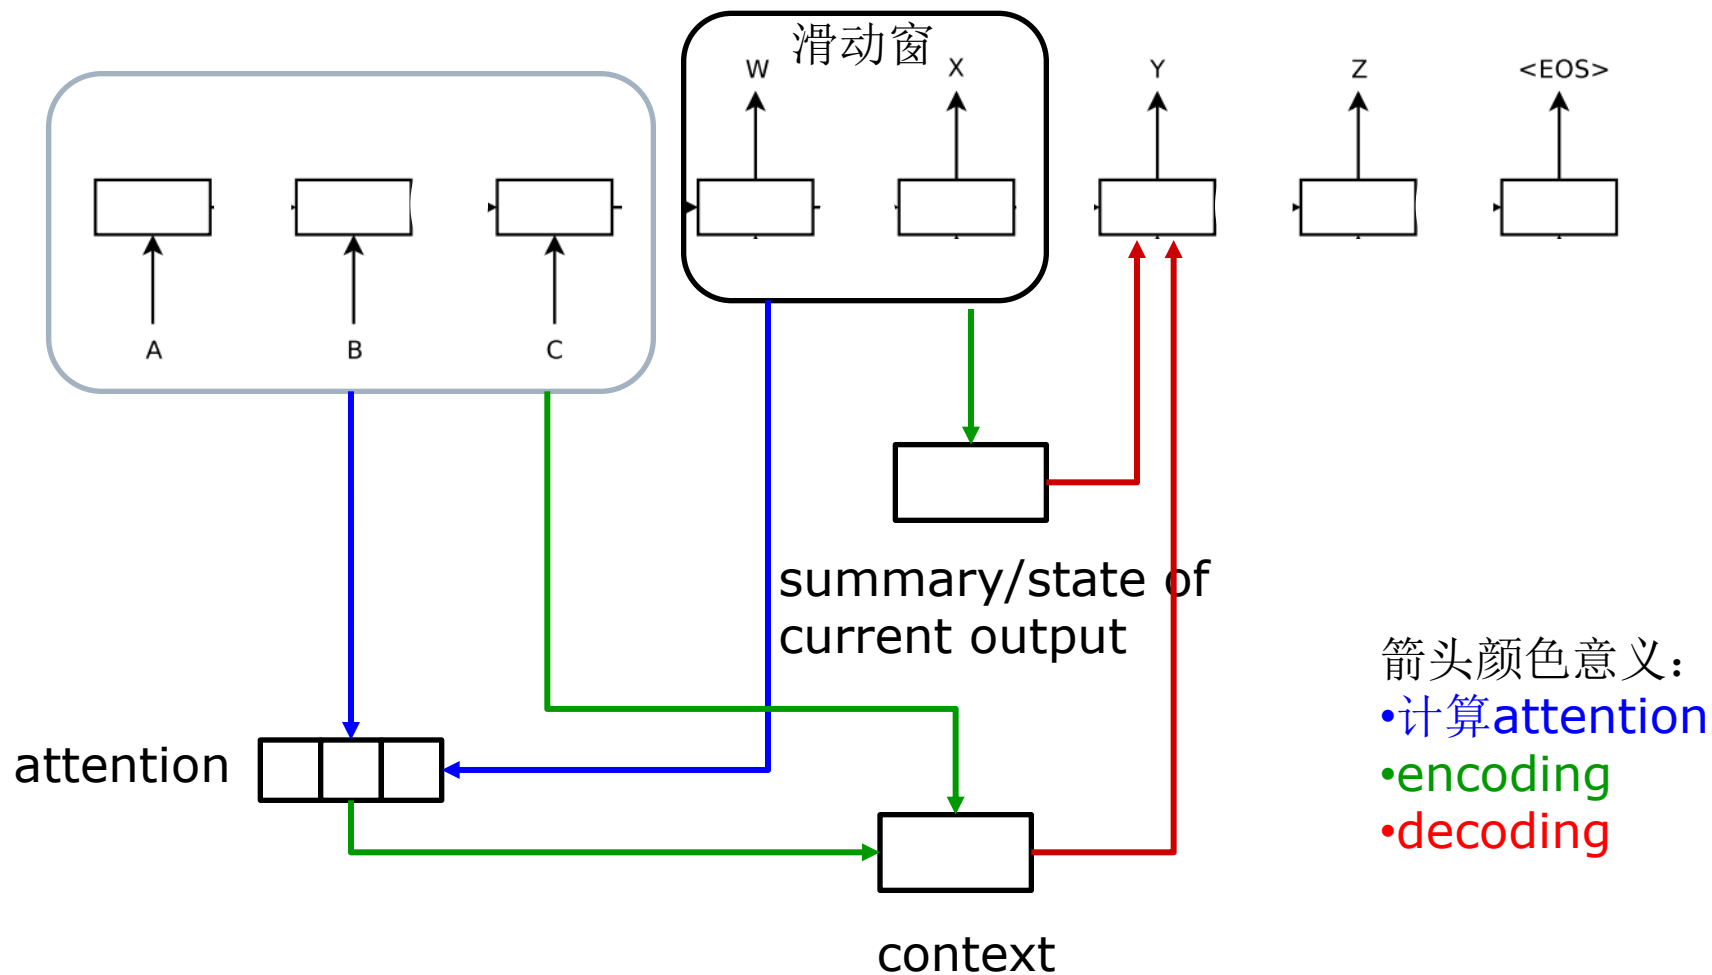 滑动窗
W
X
Y
Z
<EOS>
A
B
C
summary/state of
current output
attention
context
箭头颜色意义：
•计算attention
•encoding
•decoding